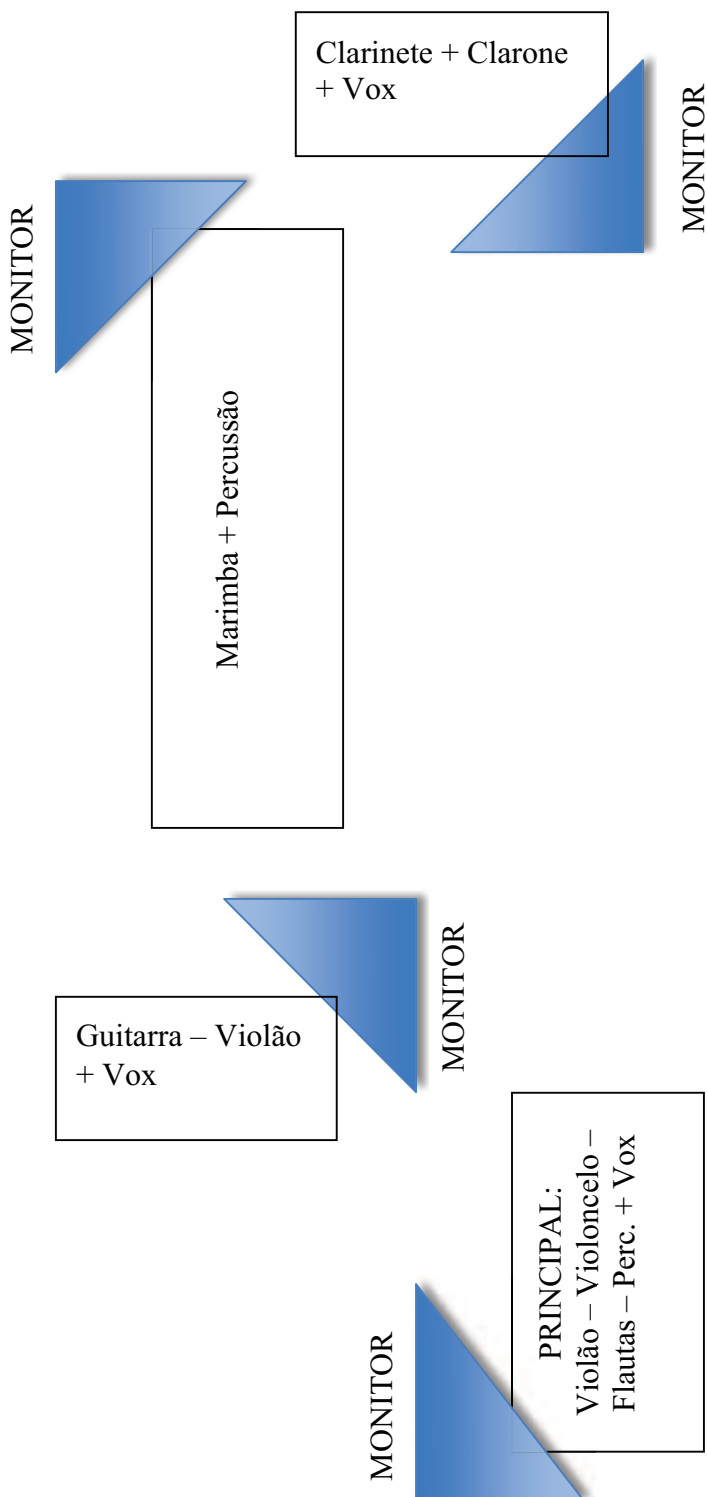 Clarinete + Clarone
+ Vox
MONITOR
MONITOR
Marimba + Percussão
Guitarra – Violão
+ Vox
MONITOR
PRINCIPAL:
Violão – Violoncelo –
Flautas – Perc. + Vox
MONITOR